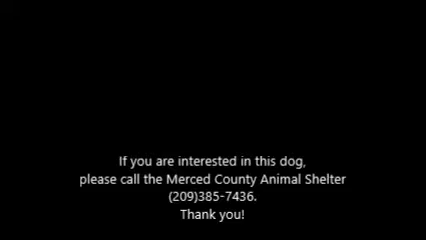 If you are interested in this dog,
please call the Merced County Animal Shelter
(209)385-7436.
Thank you!